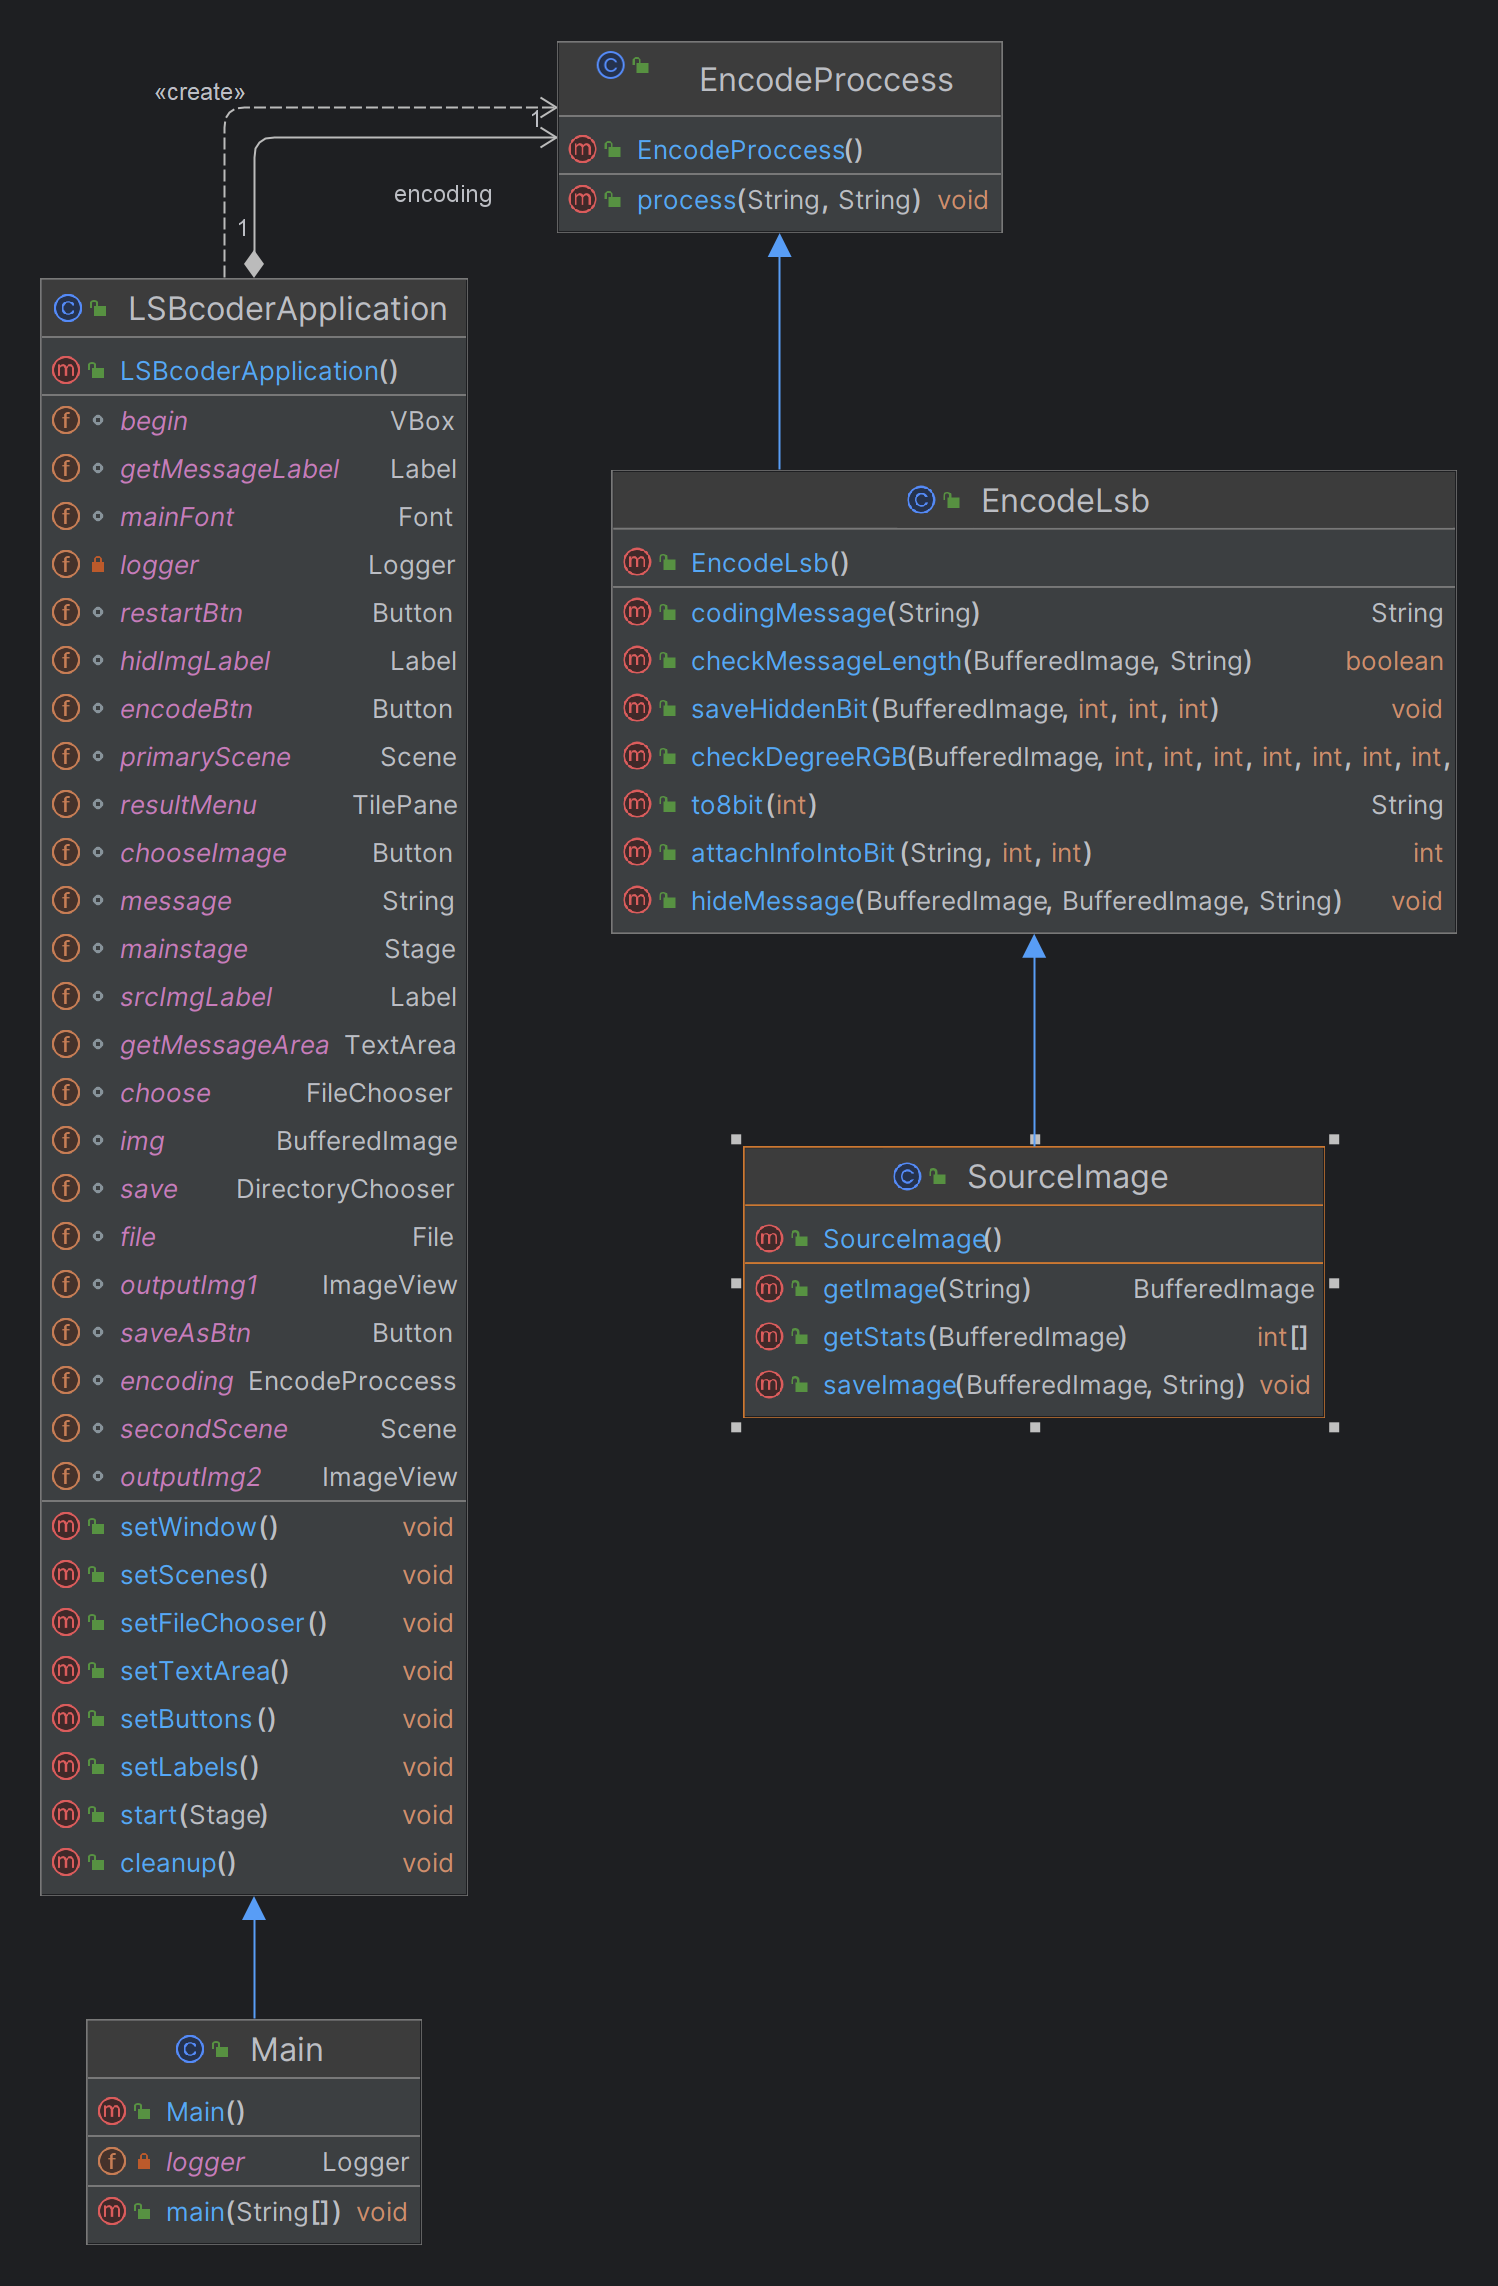 «create»
1
encoding
1
EncodeProccess
EncodeProccess()
process(String, String) void
LSBcoderApplication
LSBcoderApplication()
begin VBox
getMessageLabel Label
mainFont Font
logger Logger
restartBtn Button
hidImgLabel Label
encodeBtn Button
primaryScene Scene
resultMenu TilePane
chooseImage Button
message String
mainstage Stage
srcImgLabel Label
getMessageArea TextArea
choose FileChooser
img BufferedImage
save DirectoryChooser
file File
outputImg1 ImageView
saveAsBtn Button
encoding EncodeProccess
secondScene Scene
outputImg2 ImageView
setWindow() void
setScenes() void
setFileChooser() void
setTextArea() void
setButtons() void
setLabels() void
start(Stage) void
cleanup() void
EncodeLsb
EncodeLsb()
codingMessage(String) String
checkMessageLength(BufferedImage, String) boolean
saveHiddenBit(BufferedImage, int, int, int) void
checkDegreeRGB(BufferedImage, int, int, int, int, int, int, int,
to8bit(int) String
attachInfoIntoBit(String, int, int) int
hideMessage(BufferedImage, BufferedImage, String) void
SourceImage
SourceImage()
getImage(String) BufferedImage
getStats(BufferedImage) int[]
saveImage(BufferedImage, String) void
Main
Main()
logger Logger
main(String[]) void